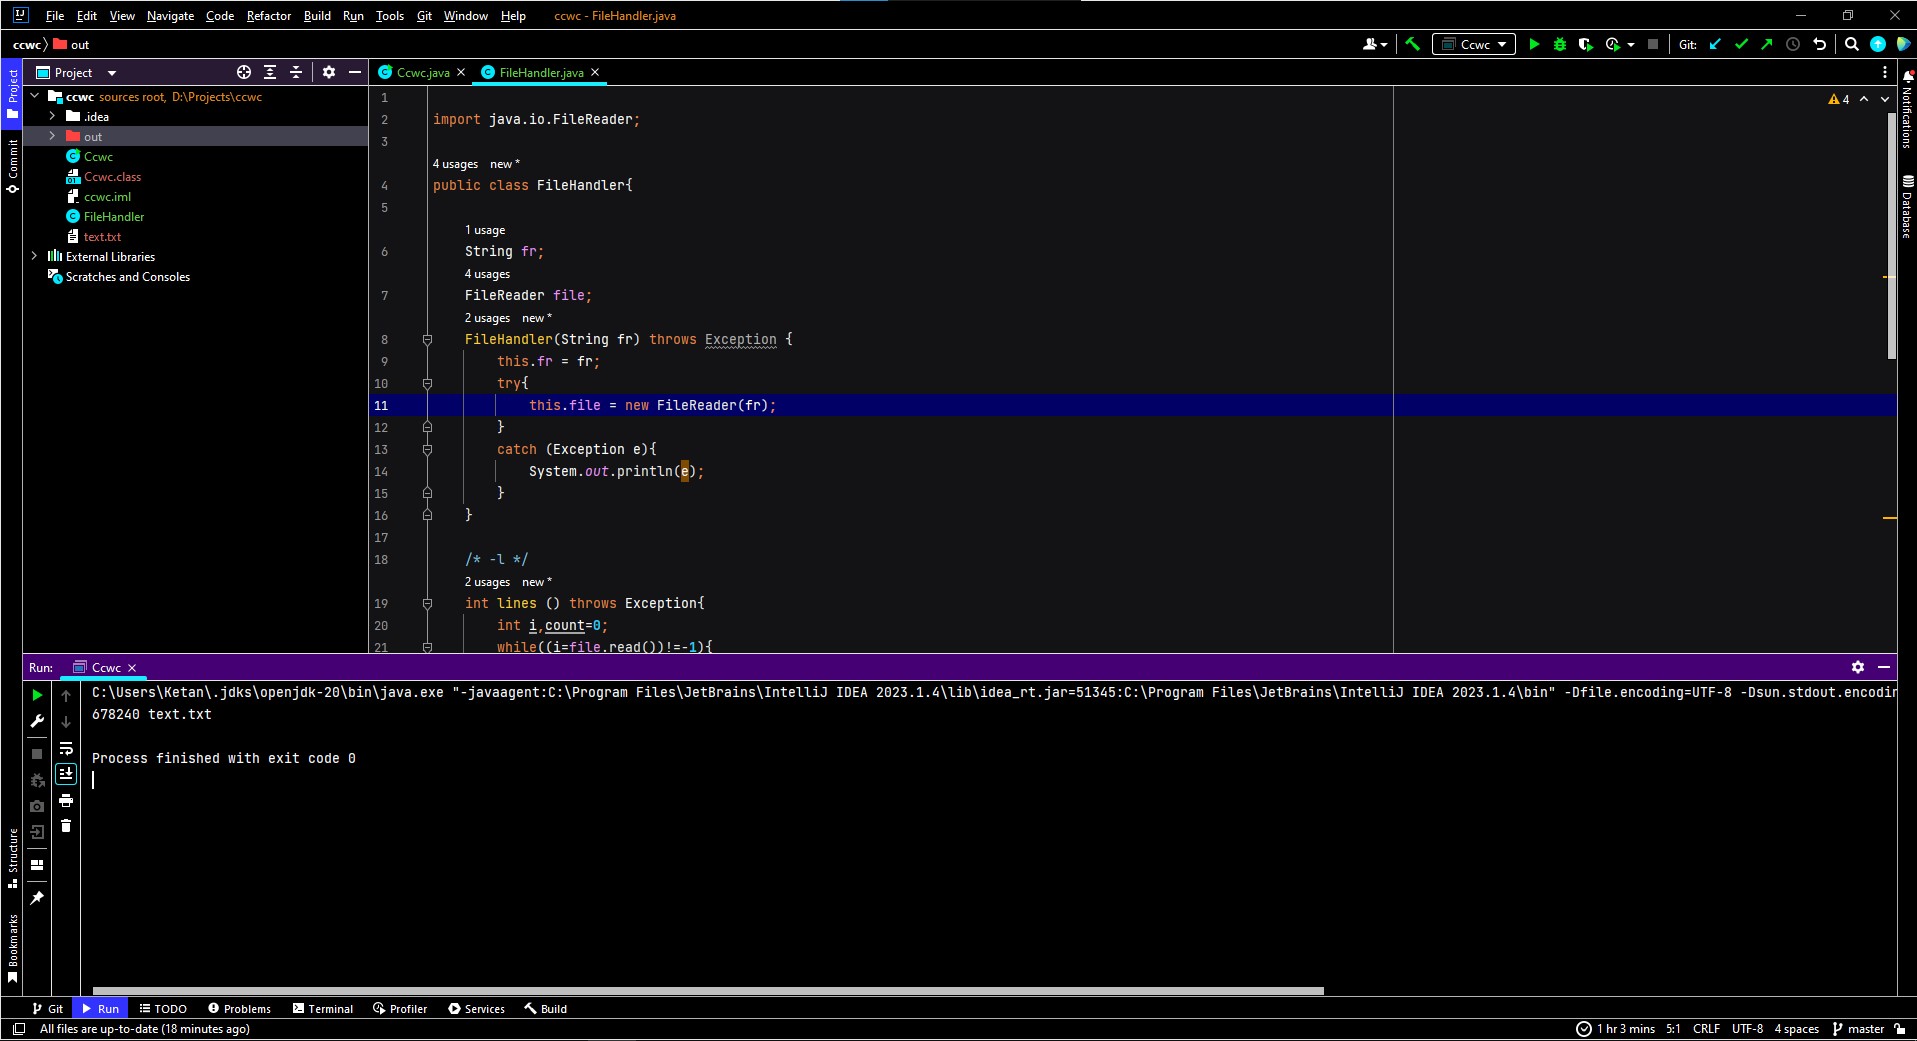 File Edit View Navigate Code Refactor Build Run Tools Git Window Help ccwc - FileHandler.java
ccwc out Ccwc Git:
Project Ccwc.java FileHandler.java
Project
Commit
Structure
Bookmarks
Notifications
Database
ccwc sources root, D:\Projects\ccwc
.idea
out
Ccwc
Ccwc.class
ccwc.iml
FileHandler
text.txt
External Libraries
Scratches and Consoles
4
1
2 import java.io.FileReader;
3
4 usages new *
4 public class FileHandler{
5
1 usage
6 String fr;
4 usages
7 FileReader file;
2 usages new *
8 FileHandler(String fr) throws Exception {
9 this.fr = fr;
10 try{
11 this.file = new FileReader(fr);
12 }
13 catch (Exception e){
14 System.out.println(e);
15 }
16 }
17
18 /* -l */
2 usages new *
19 int lines () throws Exception{
20 int i,count=0;
21 while((i=file.read())!=-1){
Run: Ccwc
C:\Users\Ketan\.jdks\openjdk-20\bin\java.exe "-javaagent:C:\Program Files\JetBrains\IntelliJ IDEA 2023.1.4\lib\idea_rt.jar=51345:C:\Program Files\JetBrains\IntelliJ IDEA 2023.1.4\bin" -Dfile.encoding=UTF-8 -Dsun.stdout.encodin
678240 text.txt
Process finished with exit code 0
Git Run TODO Problems Terminal Profiler Services Build
All files are up-to-date (18 minutes ago) 1 hr 3 mins 5:1 CRLF UTF-8 4 spaces master